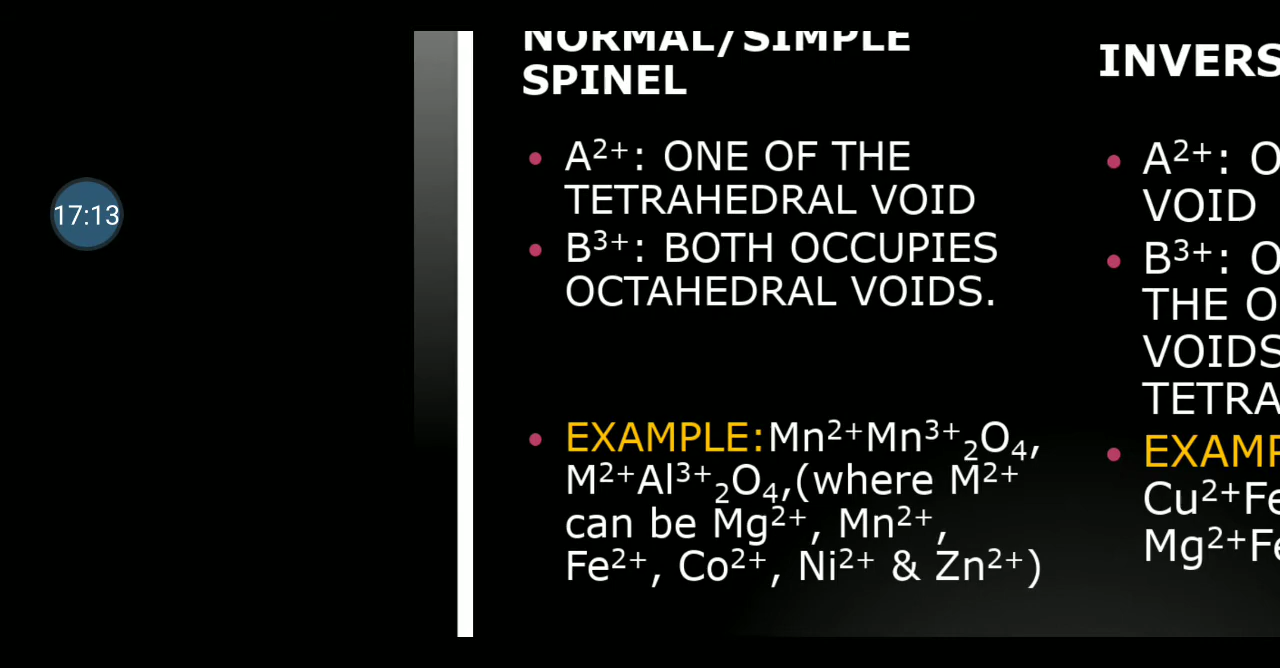 NORMAL/SIMPLE
SPINEL
A²⁺: ONE OF THE
TETRAHEDRAL VOID
B³⁺: BOTH OCCUPIES
OCTAHEDRAL VOIDS.
EXAMPLE:Mn²⁺Mn³⁺₂O₄,
M²⁺Al³⁺₂O₄,(where M²⁺
can be Mg²⁺, Mn²⁺,
Fe²⁺, Co²⁺, Ni²⁺ & Zn²⁺)
INVERS
A²⁺: O
VOID
B³⁺: O
THE O
VOIDS
TETRA
EXAMP
Cu²⁺Fe
Mg²⁺Fe
17:13